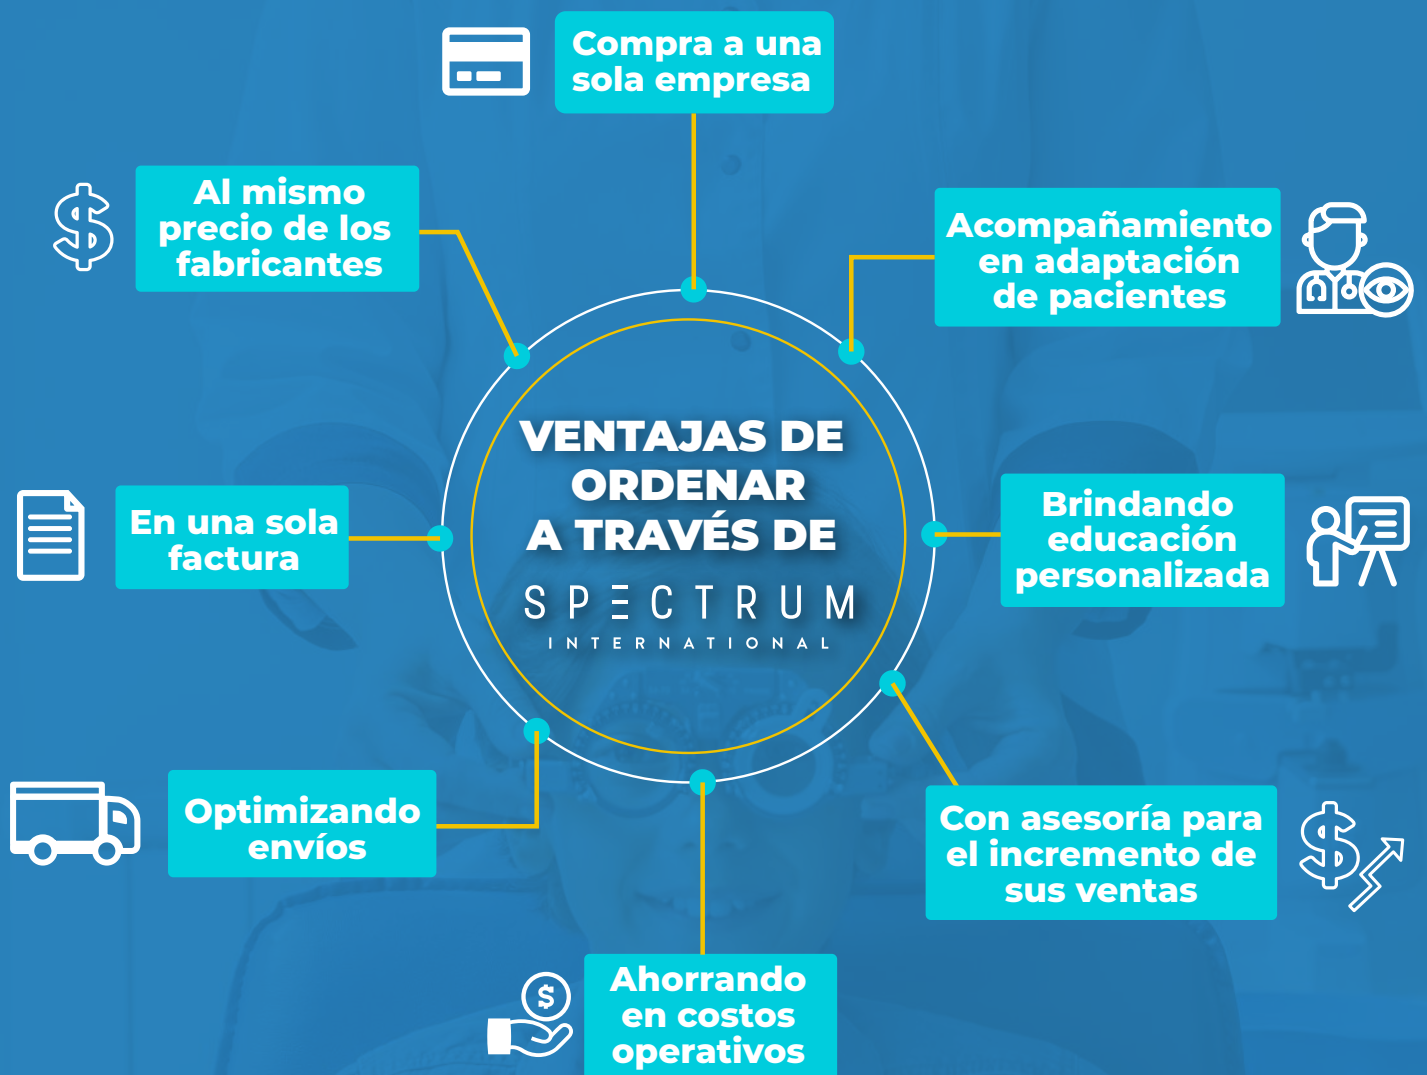 Compra a una
sola empresa
Al mismo
precio de los
fabricantes
Acompañamiento
en adaptación
de pacientes
VENTAJAS DE
ORDENAR
A TRAVÉS DE
SPECTRUM
INTERNATIONAL
En una sola
factura
Brindando
educación
personalizada
Optimizando
envíos
Con asesoría para
el incremento de
sus ventas
Ahorrando
en costos
operativos